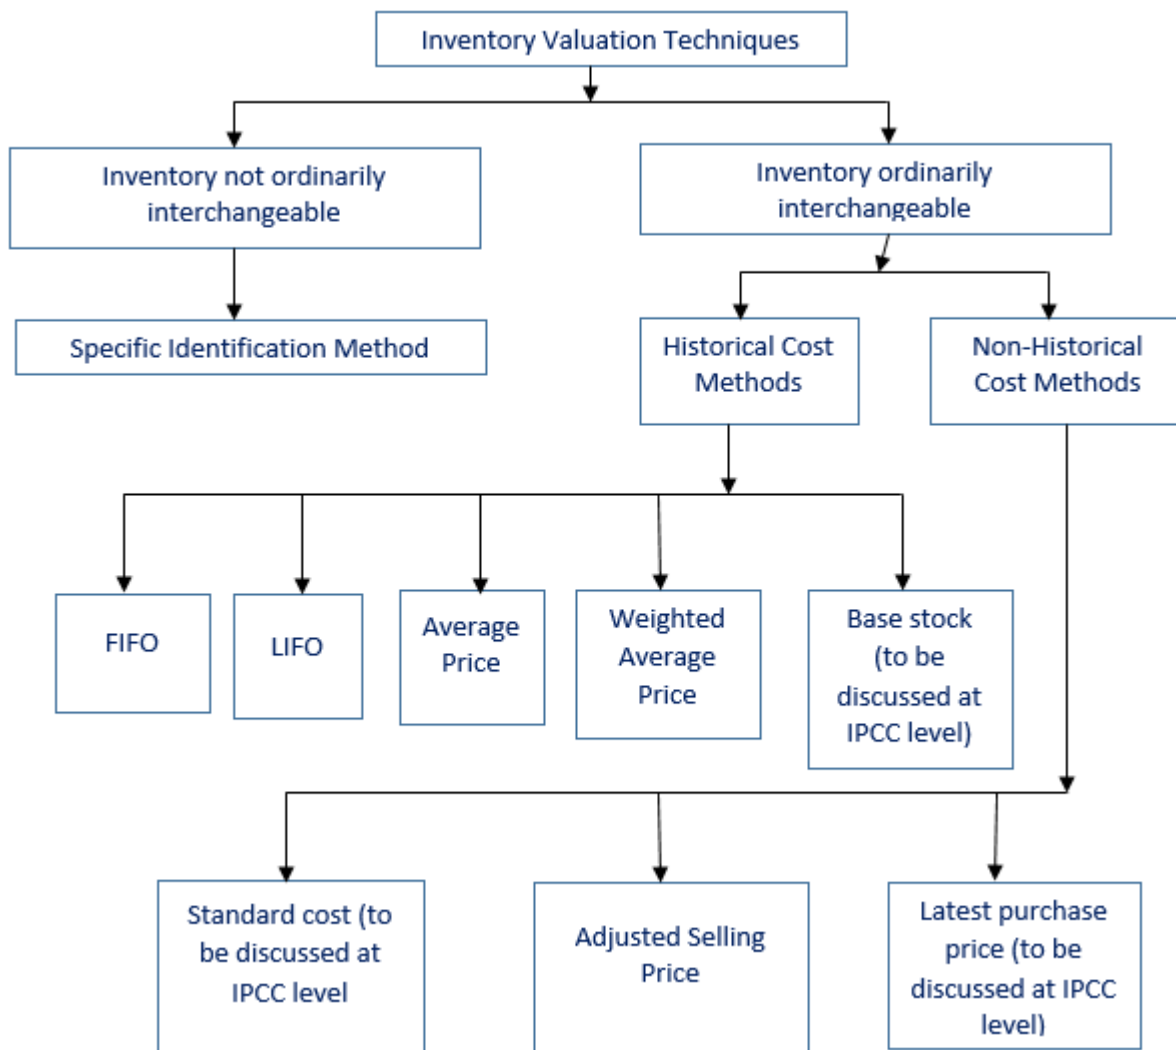 Inventory Valuation Techniques
Inventory not ordinarily
interchangeable
Inventory ordinarily
interchangeable
Specific Identification Method
Historical Cost
Methods
Non-Historical
Cost Methods
FIFO
LIFO
Average
Price
Weighted
Average
Price
Base stock
(to be
discussed at
IPCC level)
Standard cost (to
be discussed at
IPCC level
Adjusted Selling
Price
Latest purchase
price (to be
discussed at IPCC
level)